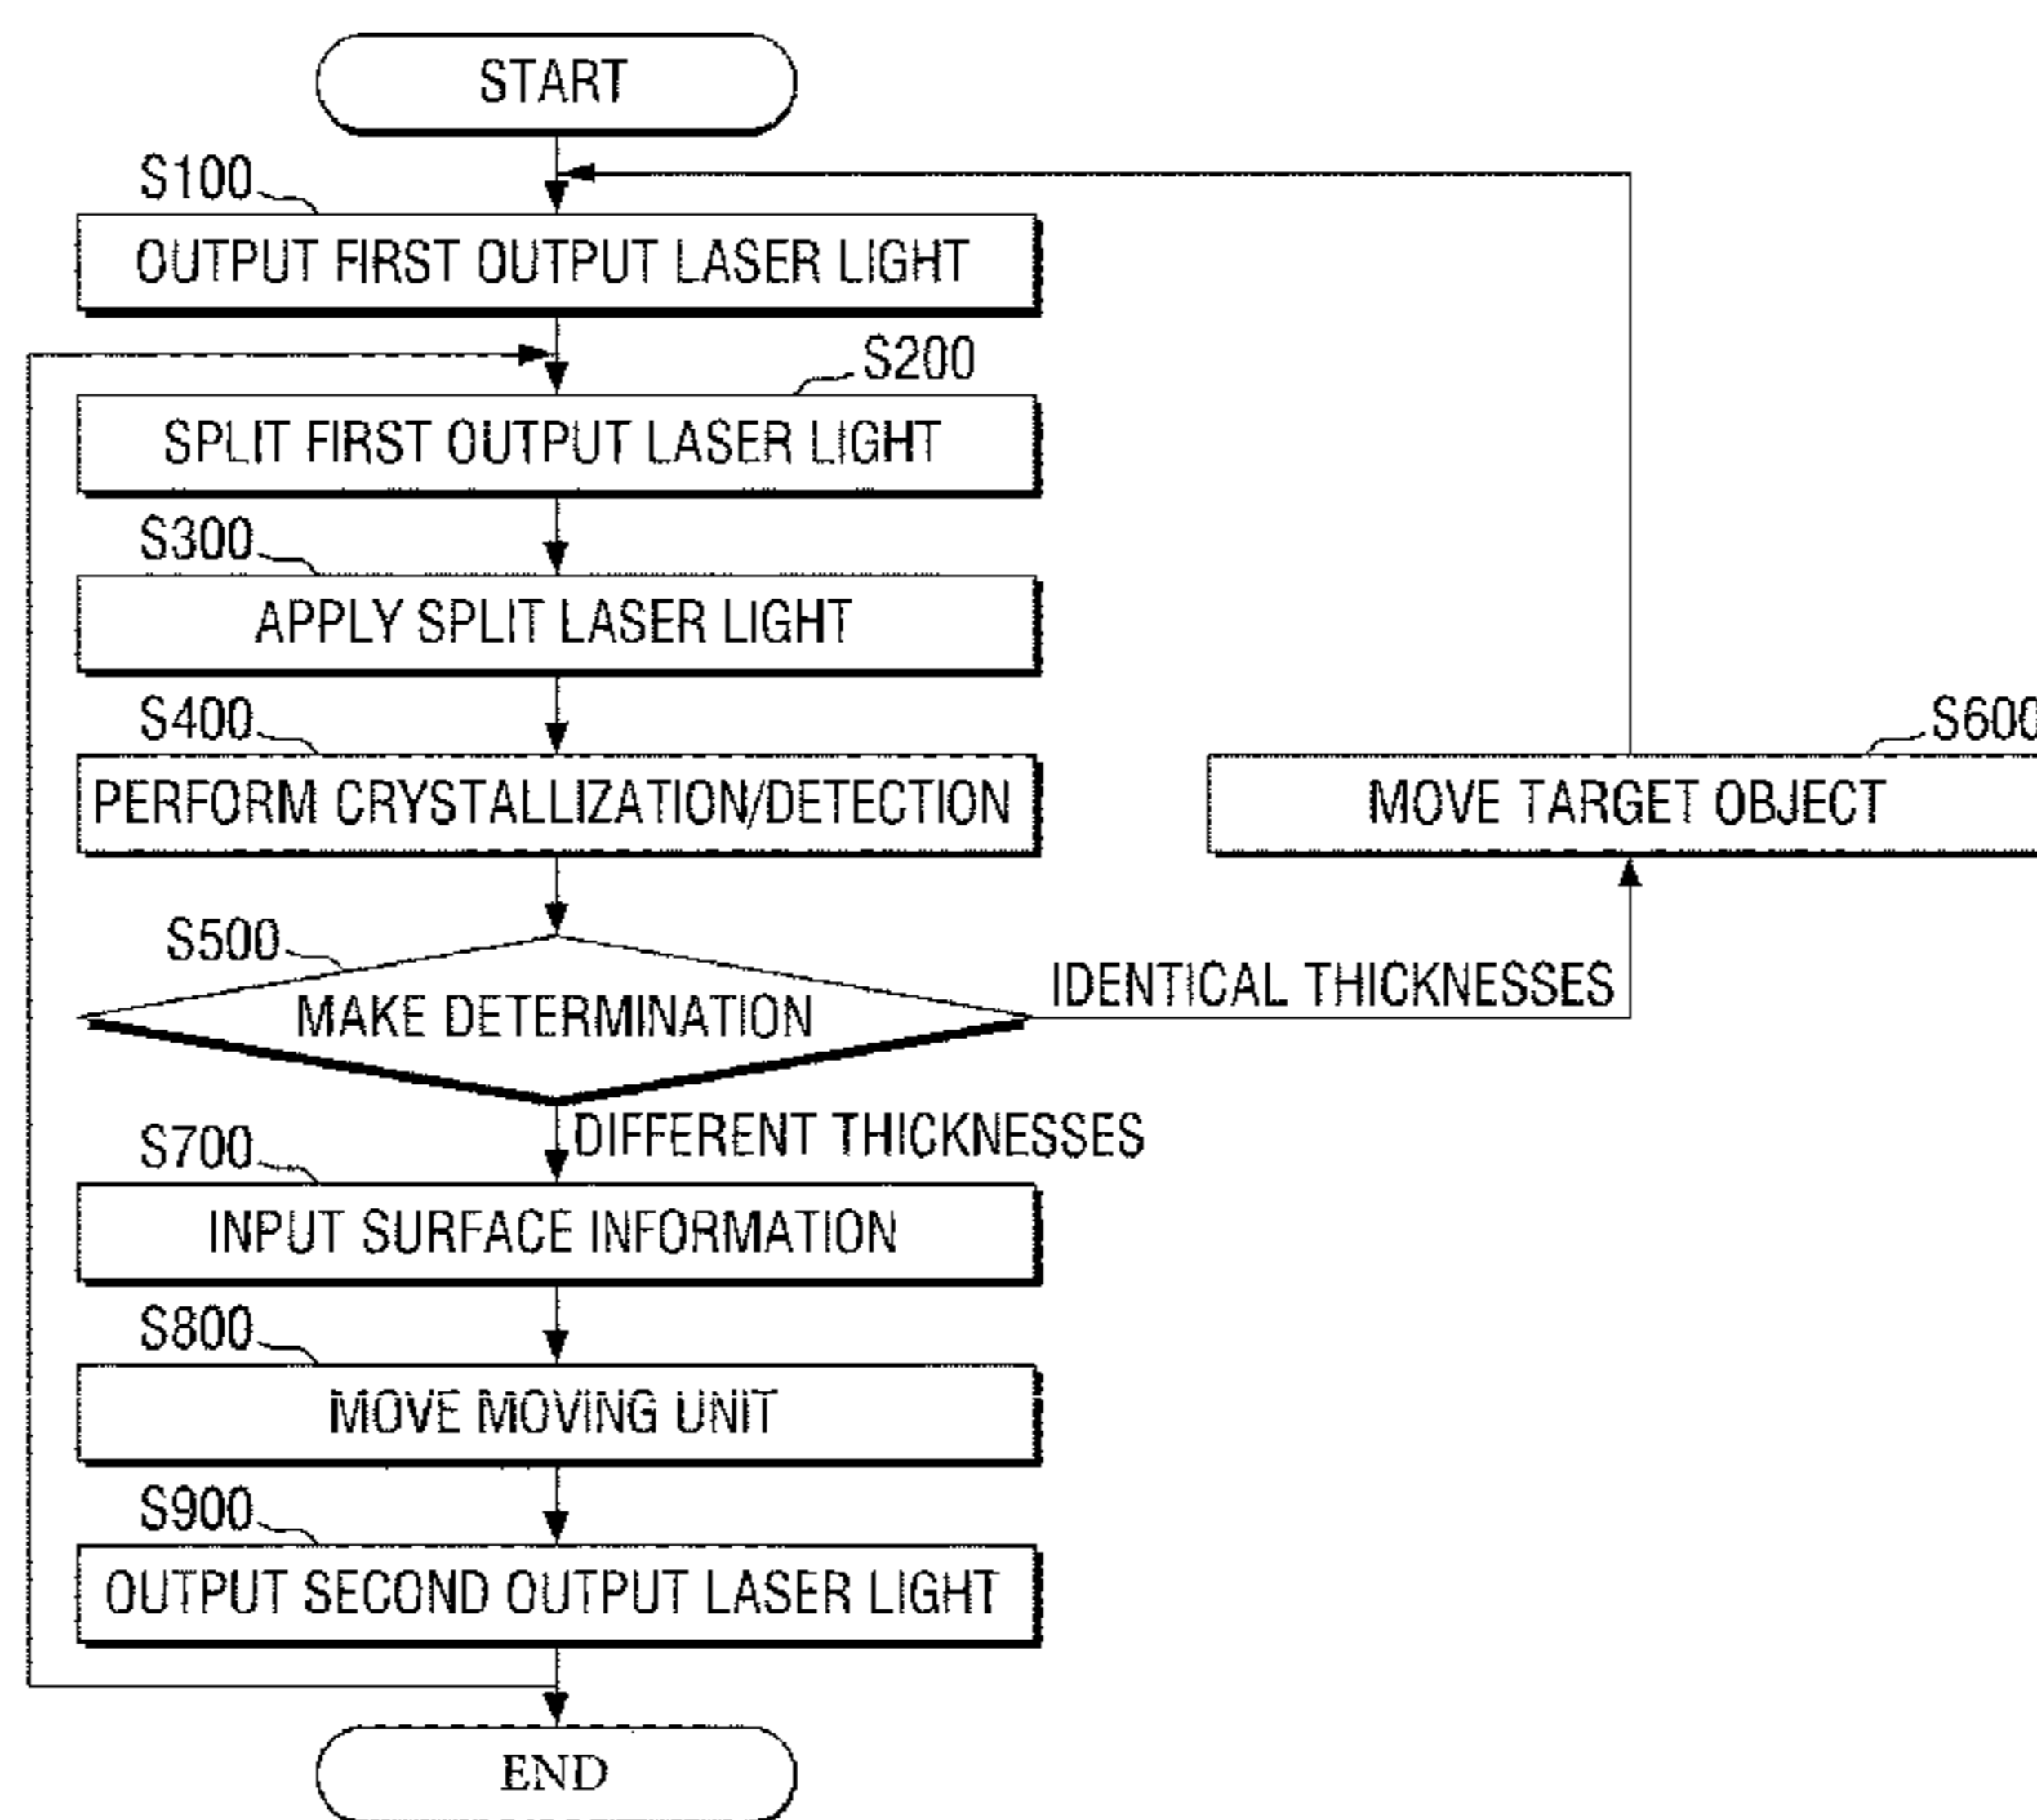 START
S100
OUTPUT FIRST OUTPUT LASER LIGHT
S200
SPLIT FIRST OUTPUT LASER LIGHT
S300
APPLY SPLIT LASER LIGHT
S400
PERFORM CRYSTALLIZATION/DETECTION
S600
MOVE TARGET OBJECT
S500
MAKE DETERMINATION
IDENTICAL THICKNESSES
DIFFERENT THICKNESSES
S700
INPUT SURFACE INFORMATION
S800
MOVE MOVING UNIT
S900
OUTPUT SECOND OUTPUT LASER LIGHT
END